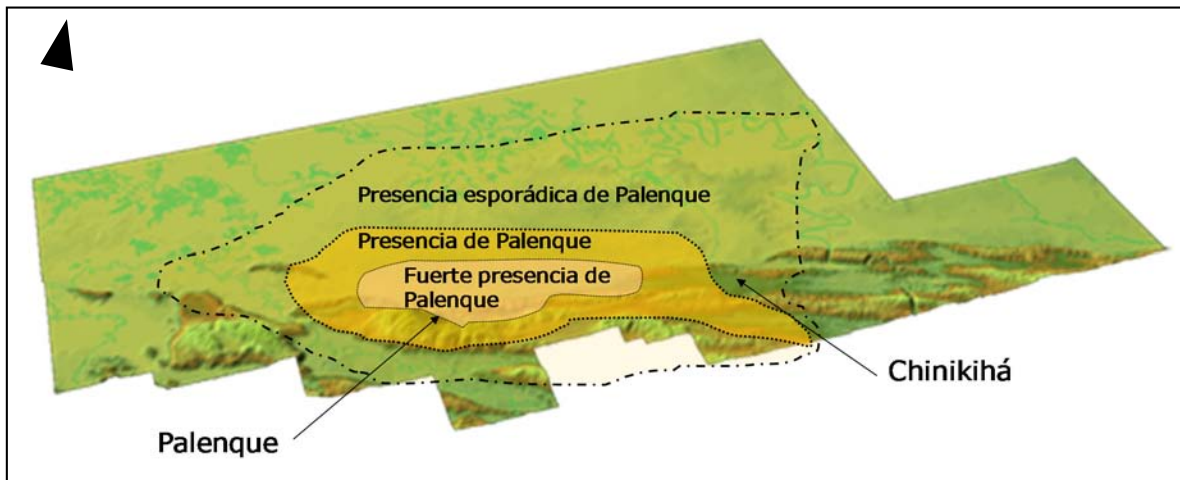 Presencia esporádica de Palenque
Presencia de Palenque
Fuerte presencia de
Palenque
Chinikihá
Palenque